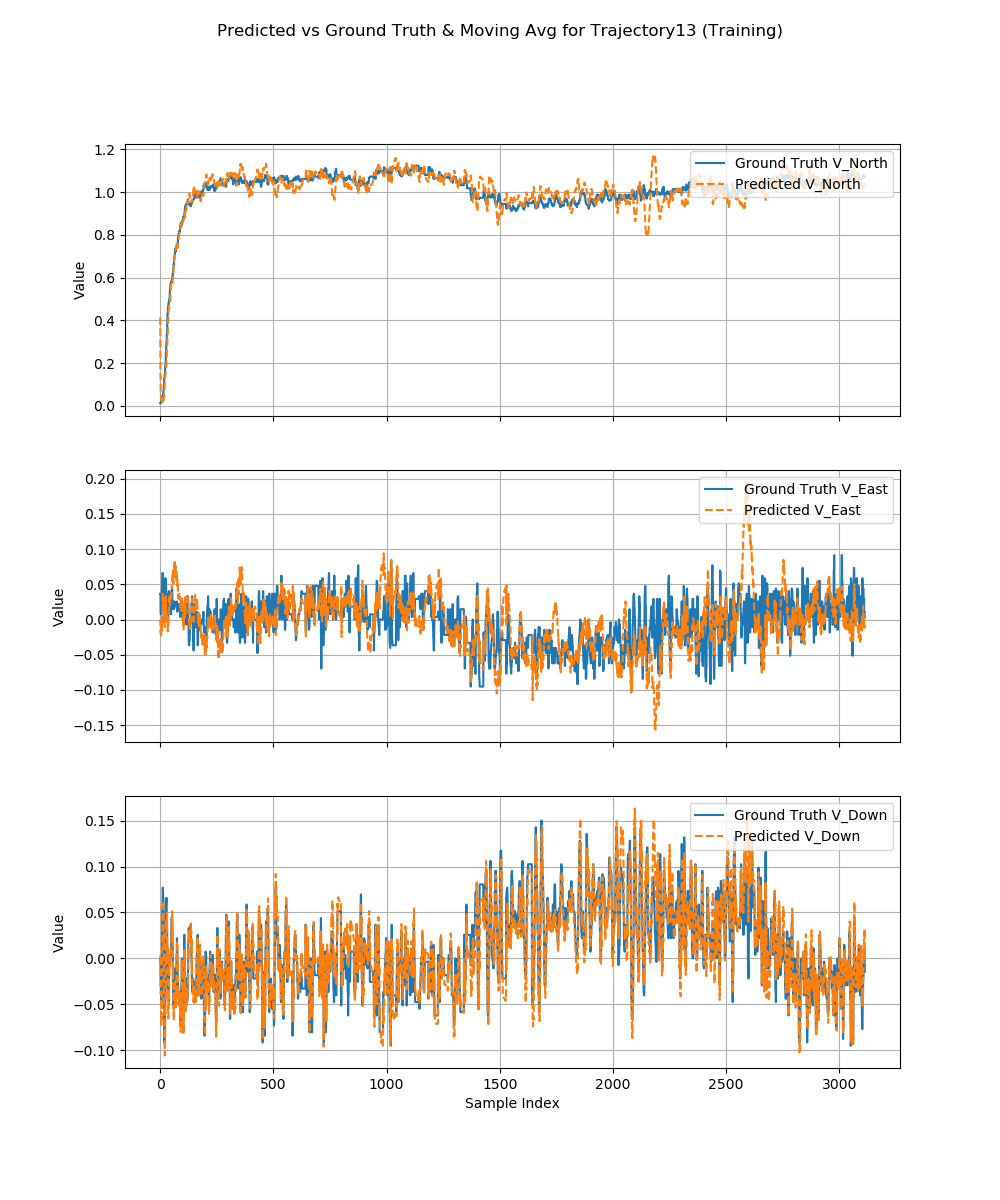 Predicted vs Ground Truth & Moving Avg for Trajectory13 (Training)
1.2
1.0
0.8
0.6
0.4
0.2
0.0
Value
Ground Truth V_North
Predicted V_North
0.20
0.15
0.10
0.05
0.00
−0.05
−0.10
−0.15
Value
Ground Truth V_East
Predicted V_East
0.15
0.10
0.05
0.00
−0.05
−0.10
Value
Ground Truth V_Down
Predicted V_Down
0 500 1000 1500 2000 2500 3000
Sample Index